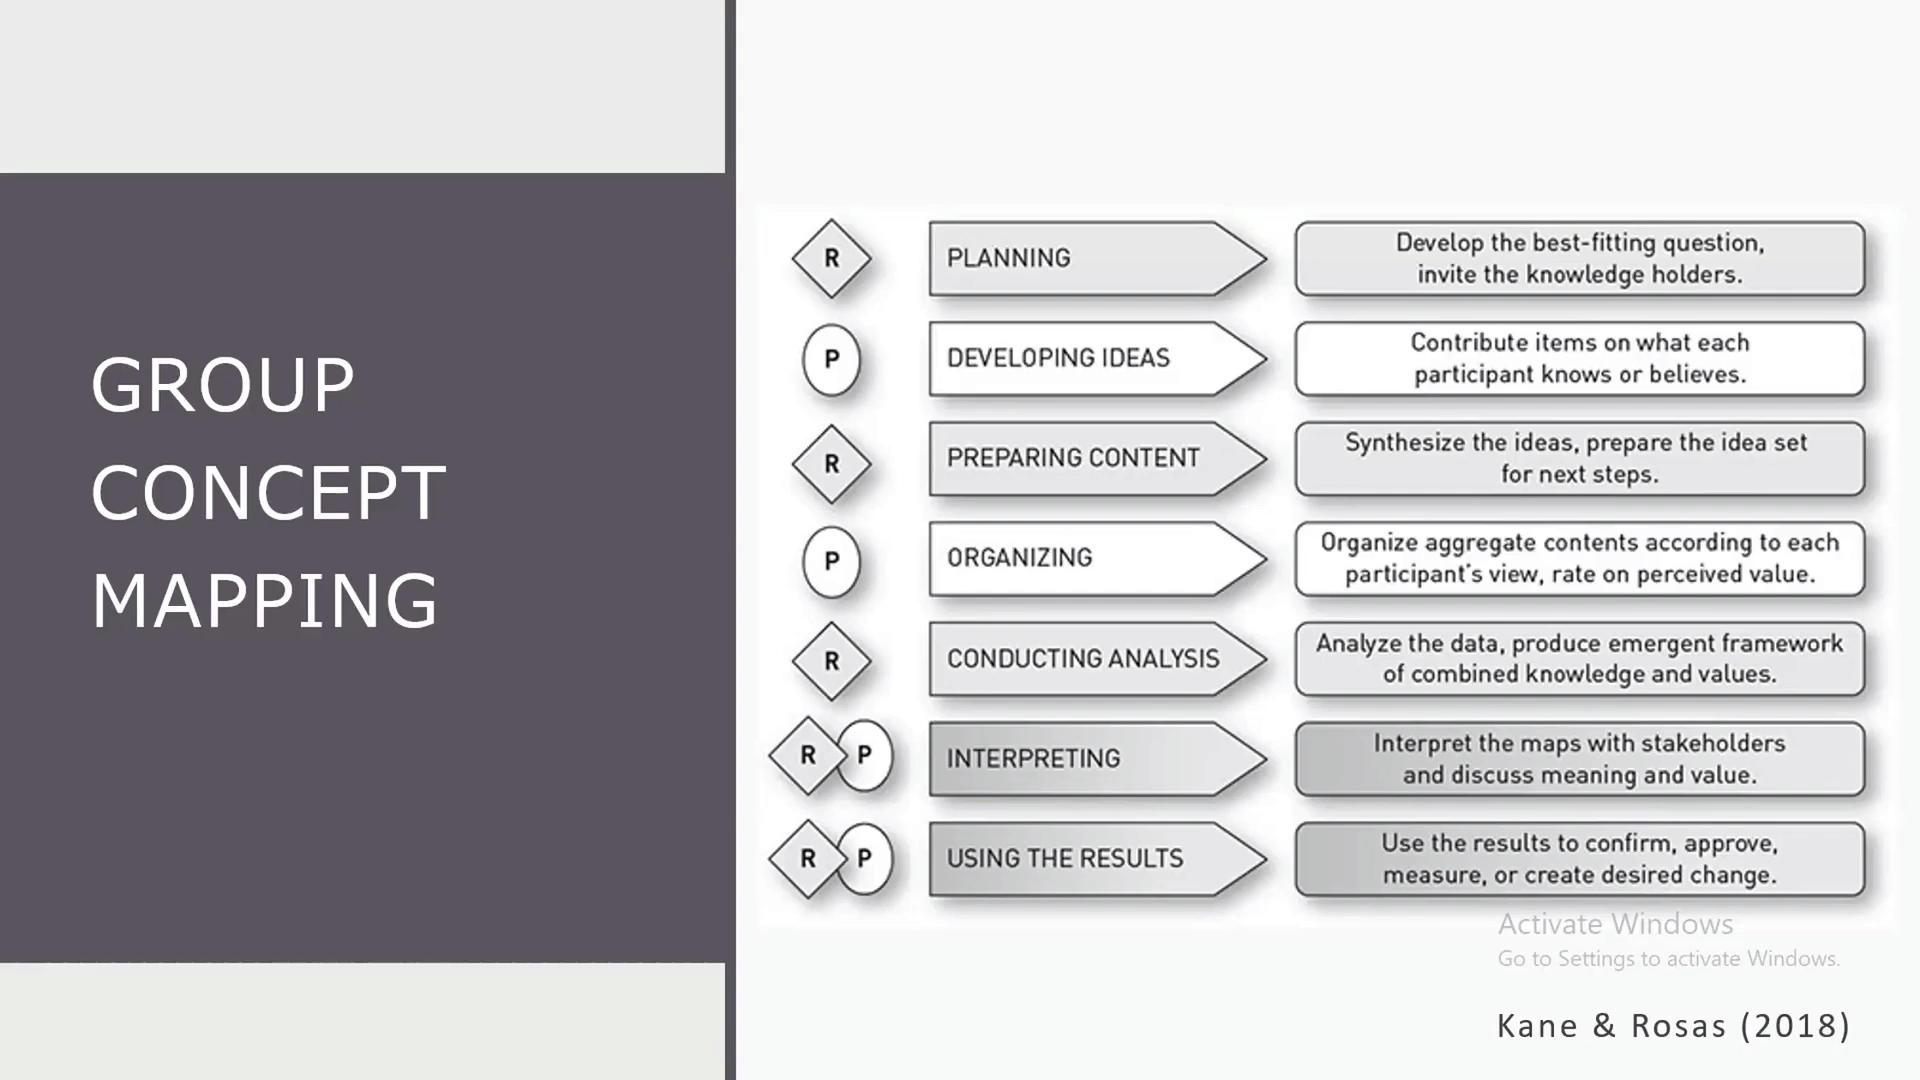 GROUP
CONCEPT
MAPPING
R
PLANNING
Develop the best-fitting question,
invite the knowledge holders.
P
DEVELOPING IDEAS
Contribute items on what each
participant knows or believes.
R
PREPARING CONTENT
Synthesize the ideas, prepare the idea set
for next steps.
P
ORGANIZING
Organize aggregate contents according to each
participant's view, rate on perceived value.
R
CONDUCTING ANALYSIS
Analyze the data, produce emergent framework
of combined knowledge and values.
R P
INTERPRETING
Interpret the maps with stakeholders
and discuss meaning and value.
R P
USING THE RESULTS
Use the results to confirm, approve,
measure, or create desired change.
Activate Windows
Go to Settings to activate Windows.
Kane & Rosas (2018)